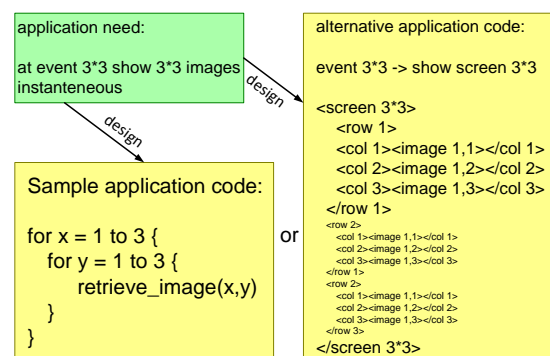 application need:
at event 3*3 show 3*3 images
instanteneous
design
design
Sample application code:
for x = 1 to 3 {
for y = 1 to 3 {
retrieve_image(x,y)
}
}
or
alternative application code:
event 3*3 -> show screen 3*3
<screen 3*3>
<row 1>
<col 1><image 1,1></col 1>
<col 2><image 1,2></col 2>
<col 3><image 1,3></col 3>
</row 1>
<row 2>
<col 1><image 1,1></col 1>
<col 2><image 1,2></col 2>
<col 3><image 1,3></col 3>
</row 1>
<row 2>
<col 1><image 1,1></col 1>
<col 2><image 1,2></col 2>
<col 3><image 1,3></col 3>
</row 3>
</screen 3*3>